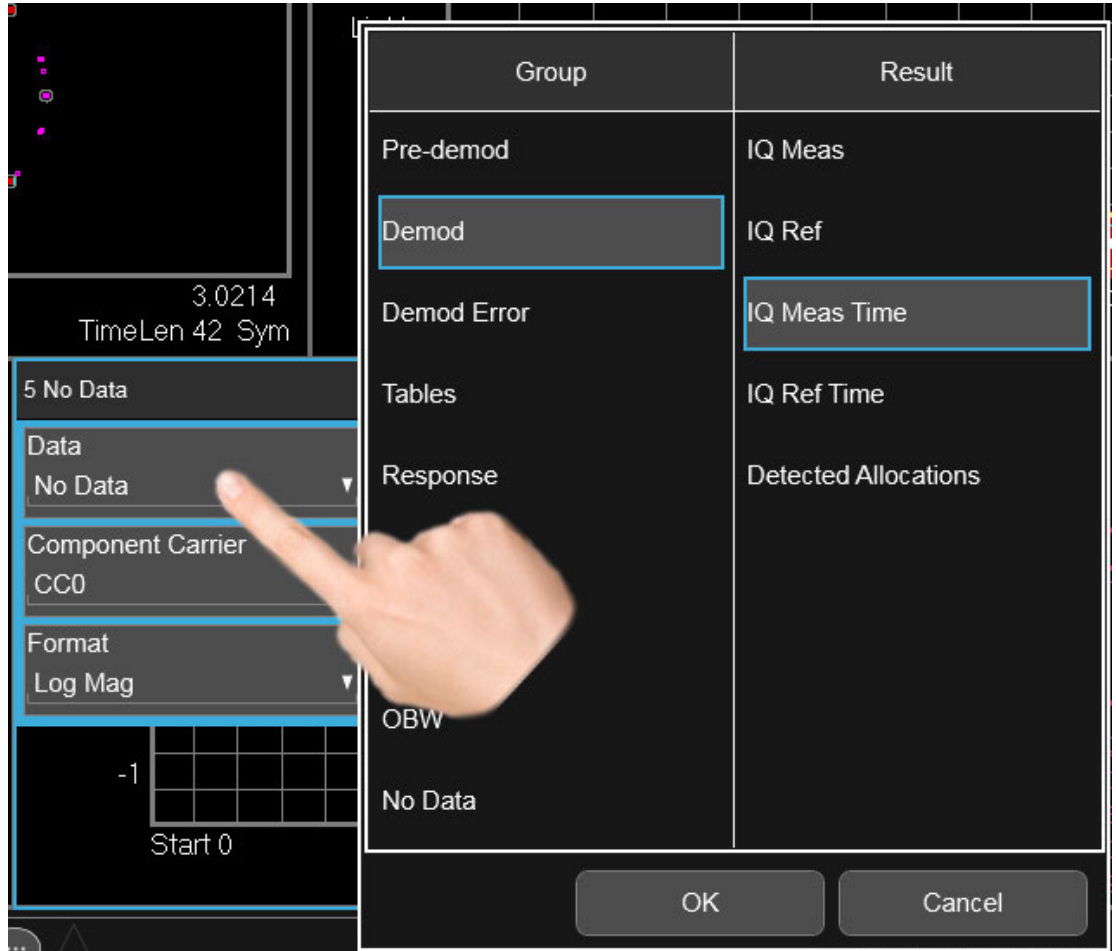 3.0214
TimeLen 42 Sym
5 No Data
Data
No Data
Component Carrier
CC0
Format
Log Mag
-1
Start 0
Group
Result
Pre-demod
IQ Meas
Demod
IQ Ref
Demod Error
IQ Meas Time
Tables
IQ Ref Time
Response
Detected Allocations
OBW
No Data
OK
Cancel
...